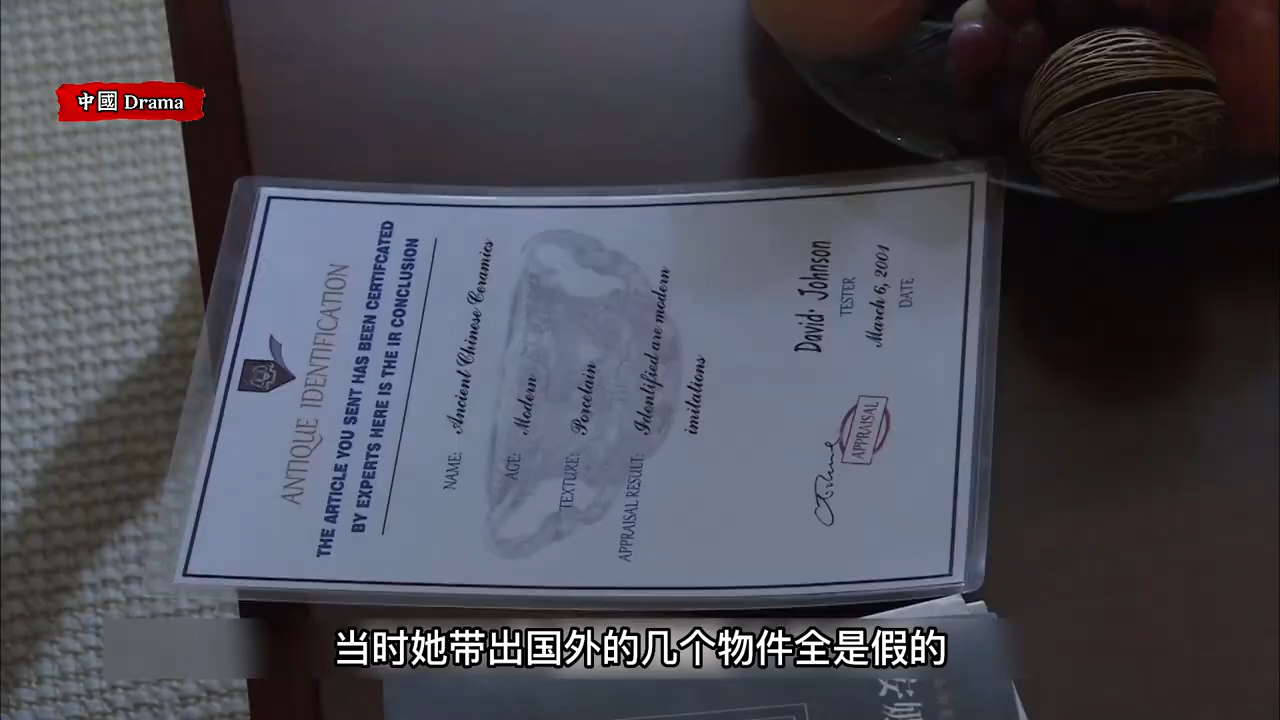 中國 Drama
ANTIQUE IDENTIFICATION
THE ARTICLE YOU SENT HAS BEEN CERTIFCATED
BY EXPERTS HERE IS THE IR CONCLUSION
NAME: Ancient Chinese Ceramics
AGE: Modern
TEXTURE: Porcelain
APPRAISAL RESULT: Identified are modern
imitations
APPRAISAL
David· Johnson
TESTER
March 6, 2001
DATE
当时她带出国外的几个物件全是假的